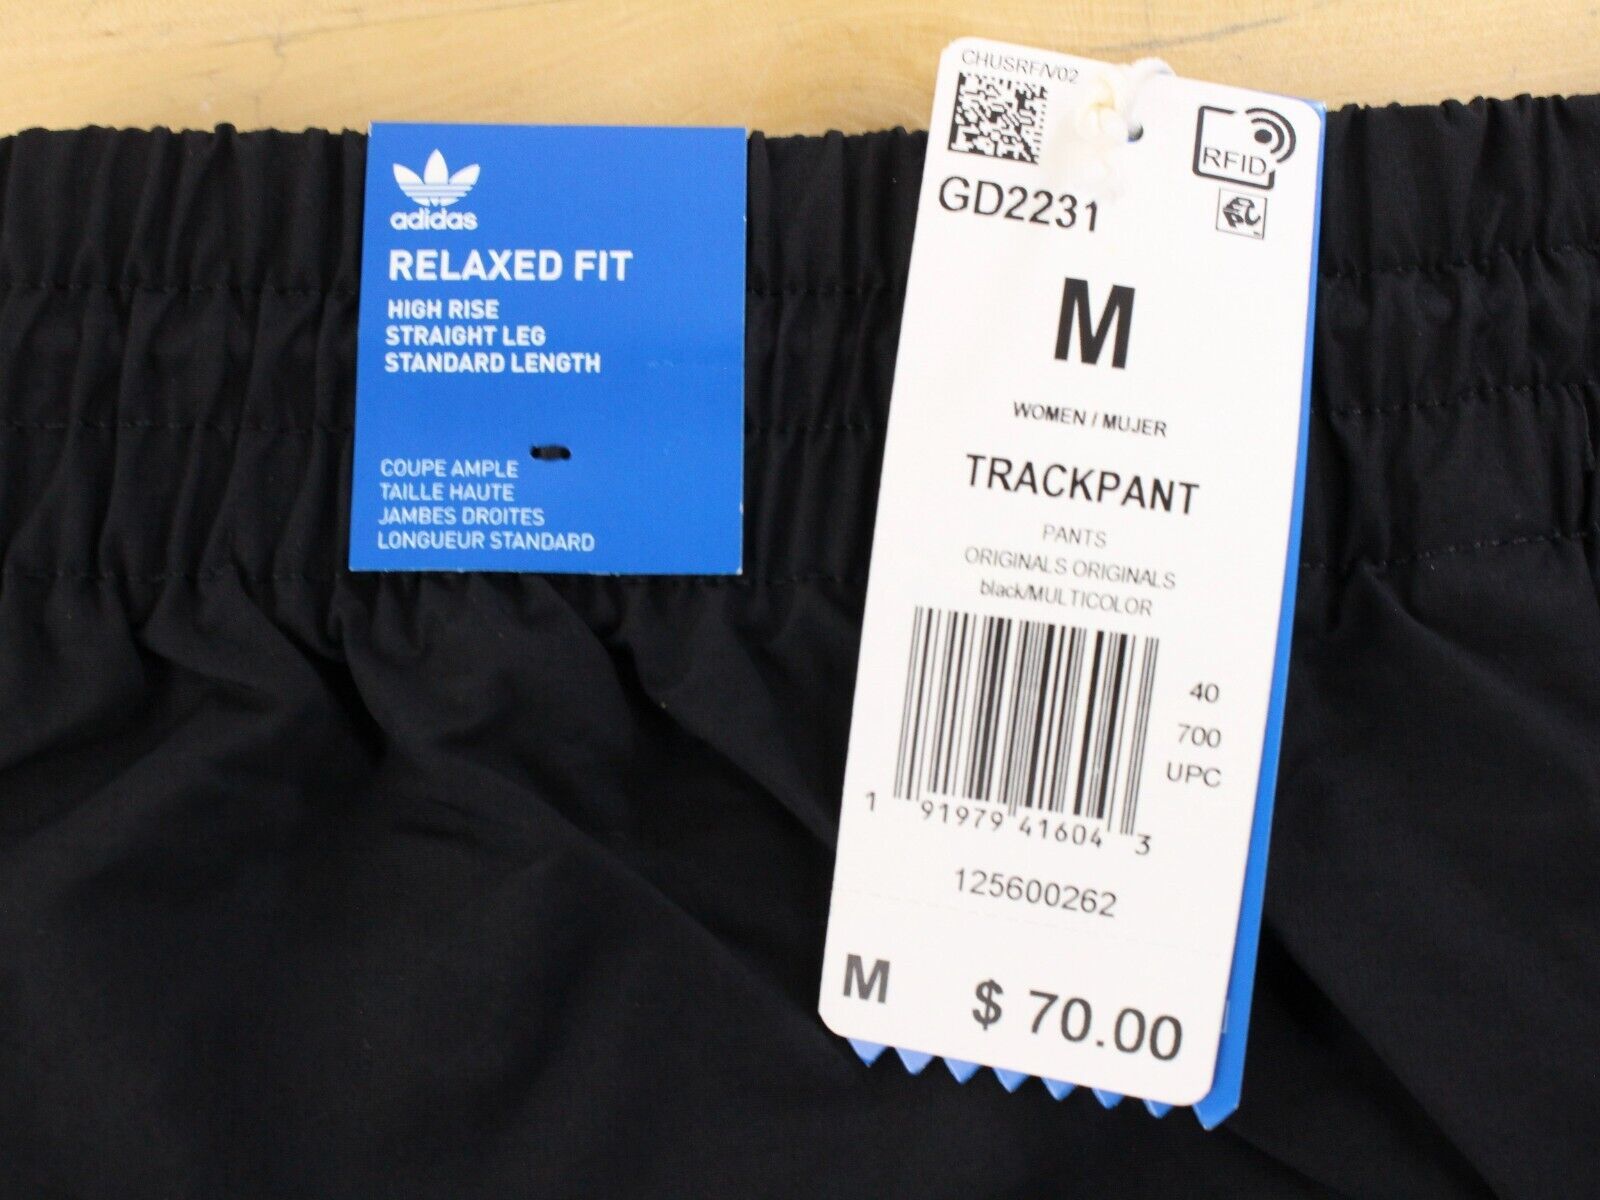 adidas
RELAXED FIT
HIGH RISE
STRAIGHT LEG
STANDARD LENGTH
COUPE AMPLE
TAILLE HAUTE
JAMBES DROITES
LONGUEUR STANDARD
CHUSRF/V02
RFID
GD2231
M
WOMEN / MUJER
TRACKPANT
PANTS
ORIGINALS ORIGINALS
black/MULTICOLOR
40
700
UPC
1 91979 41604 3
125600262
M $ 70.00